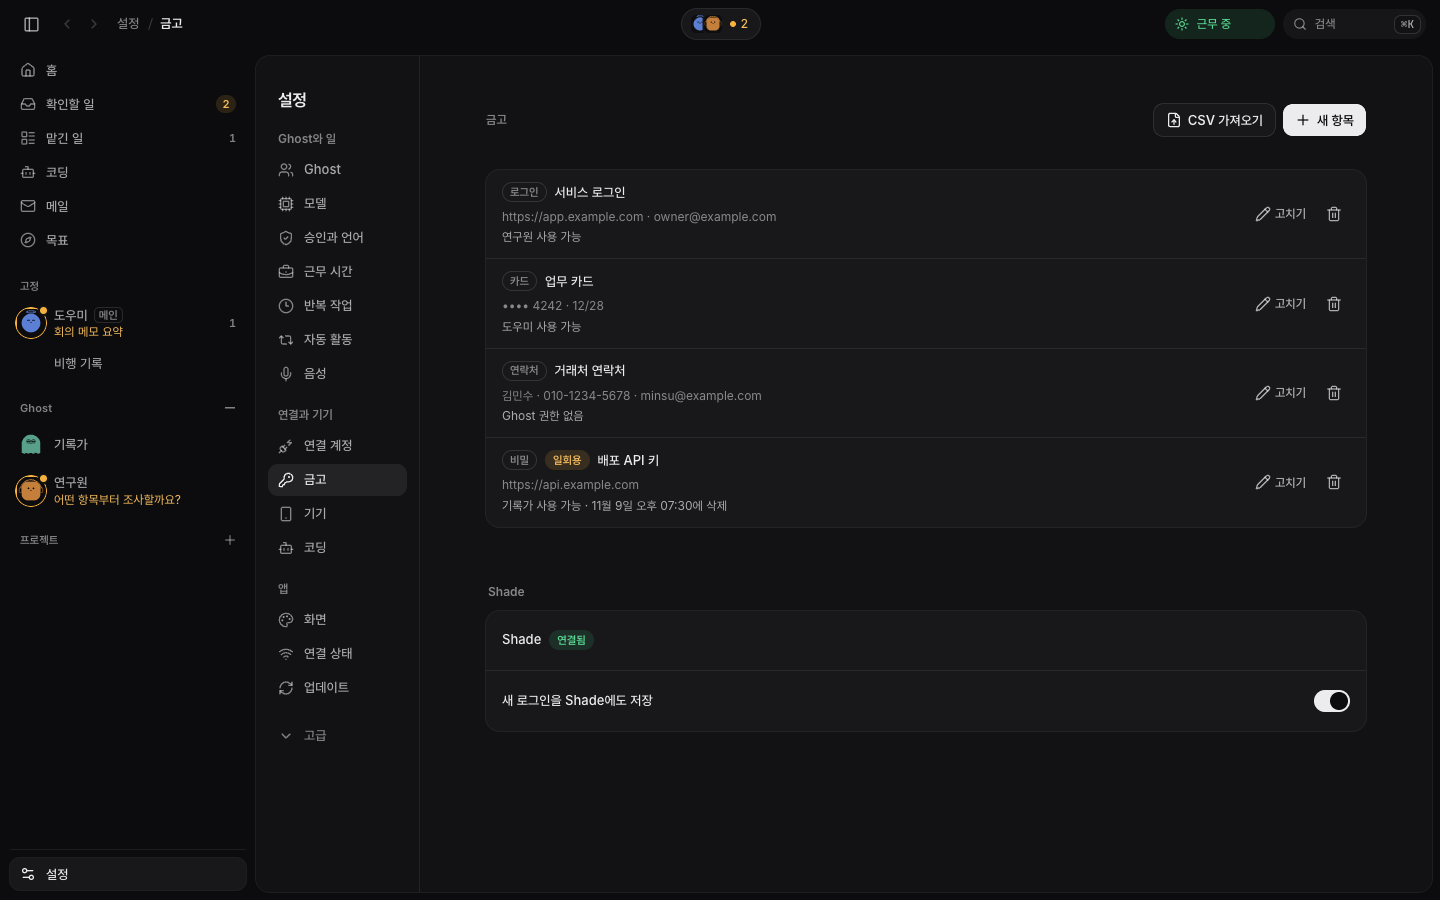 설정 / 금고
2
근무 중
검색
⌘K
홈
확인할 일
2
맡긴 일
1
코딩
메일
목표
고정
도우미 메인
회의 메모 요약
1
비행 기록
Ghost
기록가
연구원
어떤 항목부터 조사할까요?
프로젝트
설정
설정
Ghost와 일
Ghost
모델
승인과 언어
근무 시간
반복 작업
자동 활동
음성
연결과 기기
연결 계정
금고
기기
코딩
앱
화면
연결 상태
업데이트
고급
금고
CSV 가져오기
새 항목
로그인 서비스 로그인
https://app.example.com · owner@example.com
연구원 사용 가능
고치기
카드 업무 카드
•••• 4242 · 12/28
도우미 사용 가능
고치기
연락처 거래처 연락처
김민수 · 010-1234-5678 · minsu@example.com
Ghost 권한 없음
고치기
비밀 일회용 배포 API 키
https://api.example.com
기록가 사용 가능 · 11월 9일 오후 07:30에 삭제
고치기
Shade
Shade 연결됨
새 로그인을 Shade에도 저장